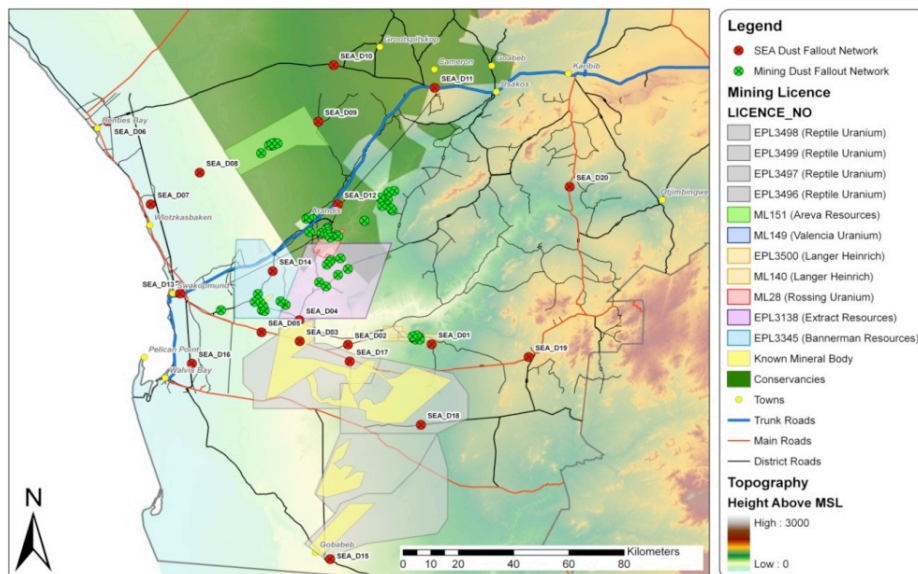 Grootspitskop
SEA_D10
Cameron
Goabeb
Karibib
SEA_D11
Usakos
SEA_D09
Henties Bay
SEA_D06
SEA_D08
SEA_D20
SEA_D07
SEA_D12
Otjimbingwe
Arandis
Wlotzkasbaken
SEA_D14
SEA_D13
Swakopmund
SEA_D04
SEA_D05
SEA_D03
SEA_D02
SEA_D01
Pelican Point
SEA_D16
SEA_D17
SEA_D19
Walvis Bay
SEA_D18
N
Gobabeb
SEA_D15
Kilometers
0 10 20 40 60 80
Legend
SEA Dust Fallout Network
Mining Dust Fallout Network
Mining Licence
LICENCE_NO
EPL3498 (Reptile Uranium)
EPL3499 (Reptile Uranium)
EPL3497 (Reptile Uranium)
EPL3496 (Reptile Uranium)
ML151 (Areva Resources)
ML149 (Valencia Uranium)
EPL3500 (Langer Heinrich)
ML140 (Langer Heinrich)
ML28 (Rossing Uranium)
EPL3138 (Extract Resources)
EPL3345 (Bannerman Resources)
Known Mineral Body
Conservancies
Towns
Trunk Roads
Main Roads
District Roads
Topography
Height Above MSL
High : 3000
Low : 0